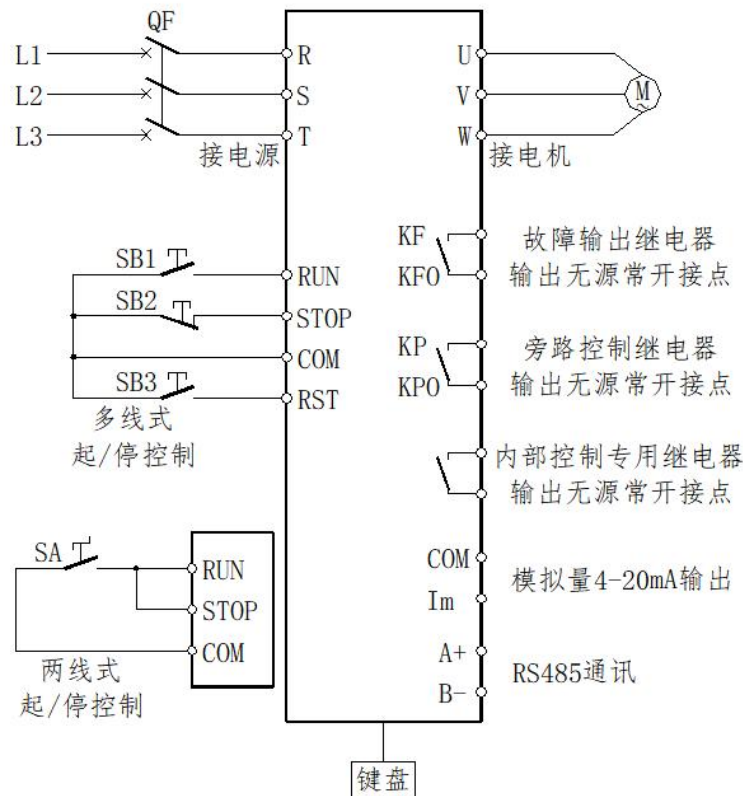 QF
L1
R
U
L2
S
V
M
~
L3
T
W
接电源
接电机
KF
故障输出继电器
SB1
RUN
KFO
输出无源常开接点
SB2
STOP
COM
KP
旁路控制继电器
SB3
RST
KPO
输出无源常开接点
多线式
起/停控制
内部控制专用继电器
输出无源常开接点
SA
RUN
COM
模拟量4-20mA输出
STOP
Im
COM
A+
RS485通讯
B-
两线式
起/停控制
键盘